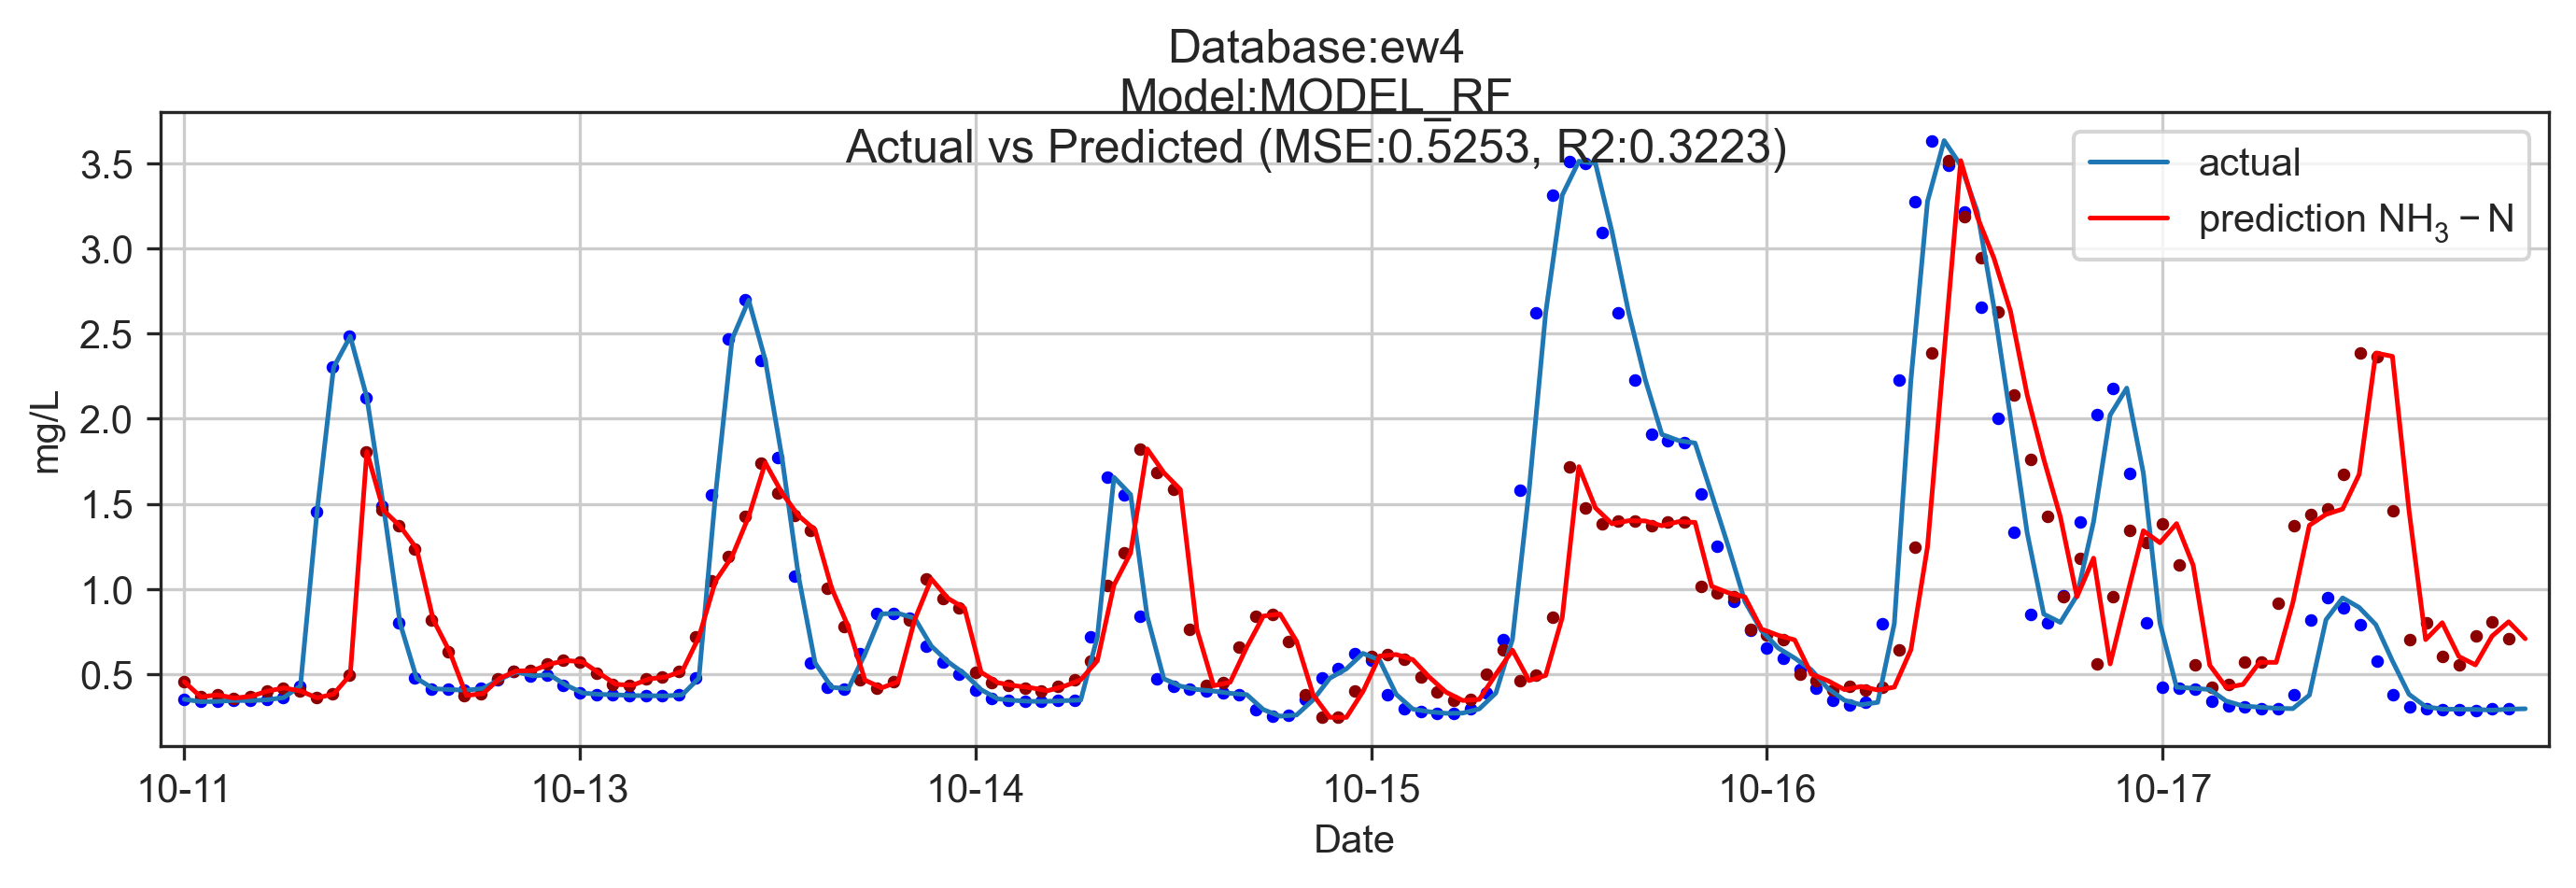 Database:ew4
Model:MODEL_RF
Actual vs Predicted (MSE:0.5253, R2:0.3223)
actual
prediction NH₃ − N
mg/L
3.5
3.0
2.5
2.0
1.5
1.0
0.5
10-11 10-13 10-14 10-15 10-16 10-17
Date